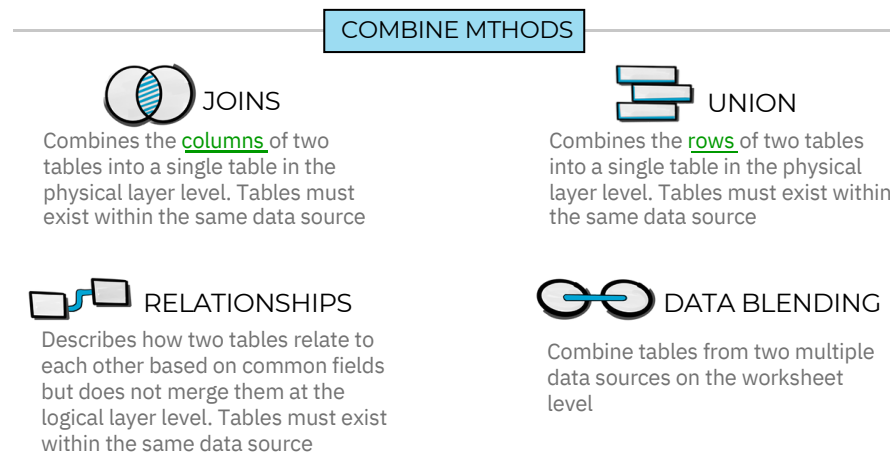 COMBINE MTHODS
JOINS
Combines the columns of two
tables into a single table in the
physical layer level. Tables must
exist within the same data source
UNION
Combines the rows of two tables
into a single table in the physical
layer level. Tables must exist within
the same data source
RELATIONSHIPS
Describes how two tables relate to
each other based on common fields
but does not merge them at the
logical layer level. Tables must exist
within the same data source
DATA BLENDING
Combine tables from two multiple
data sources on the worksheet
level